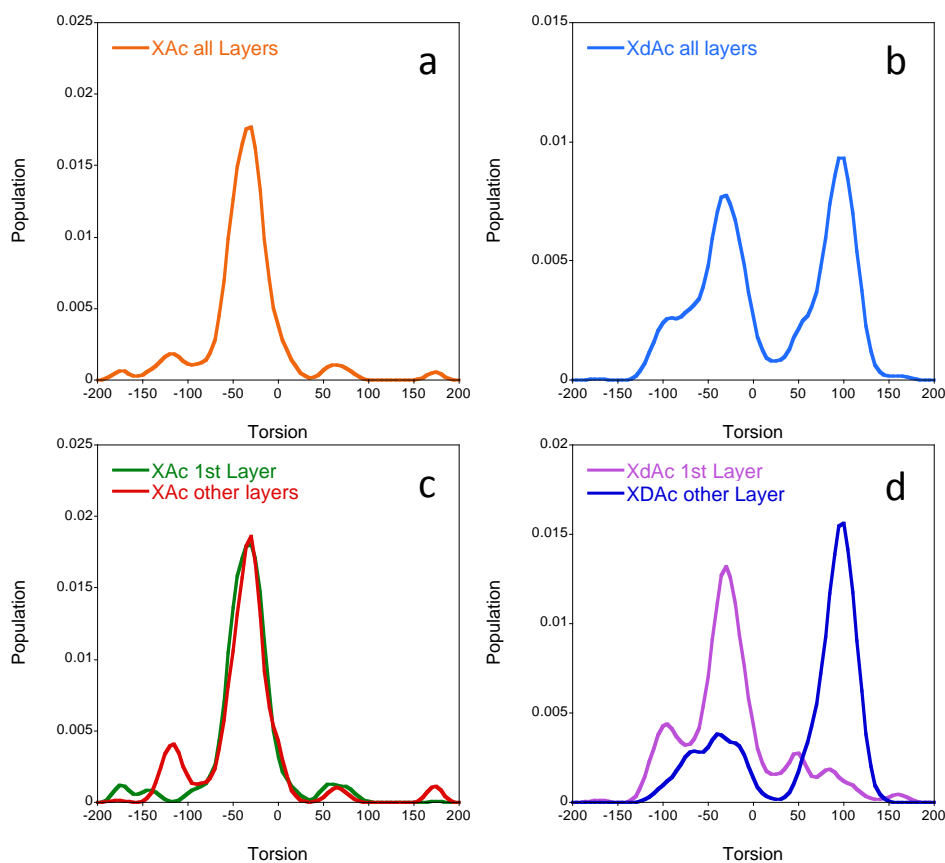 0.025
XAc all Layers
a
0.02
0.015
Population
0.01
0.005
0
-200 -150 -100 -50 0 50 100 150 200
Torsion
0.015
XdAc all layers
b
0.01
Population
0.005
0
-200 -150 -100 -50 0 50 100 150 200
Torsion
0.025
XAc 1st Layer
XAc other layers
c
0.02
0.015
Population
0.01
0.005
0
-200 -150 -100 -50 0 50 100 150 200
Torsion
0.02
XdAc 1st Layer
XDAc other Layer
d
0.015
Population
0.01
0.005
0
-200 -150 -100 -50 0 50 100 150 200
Torsion